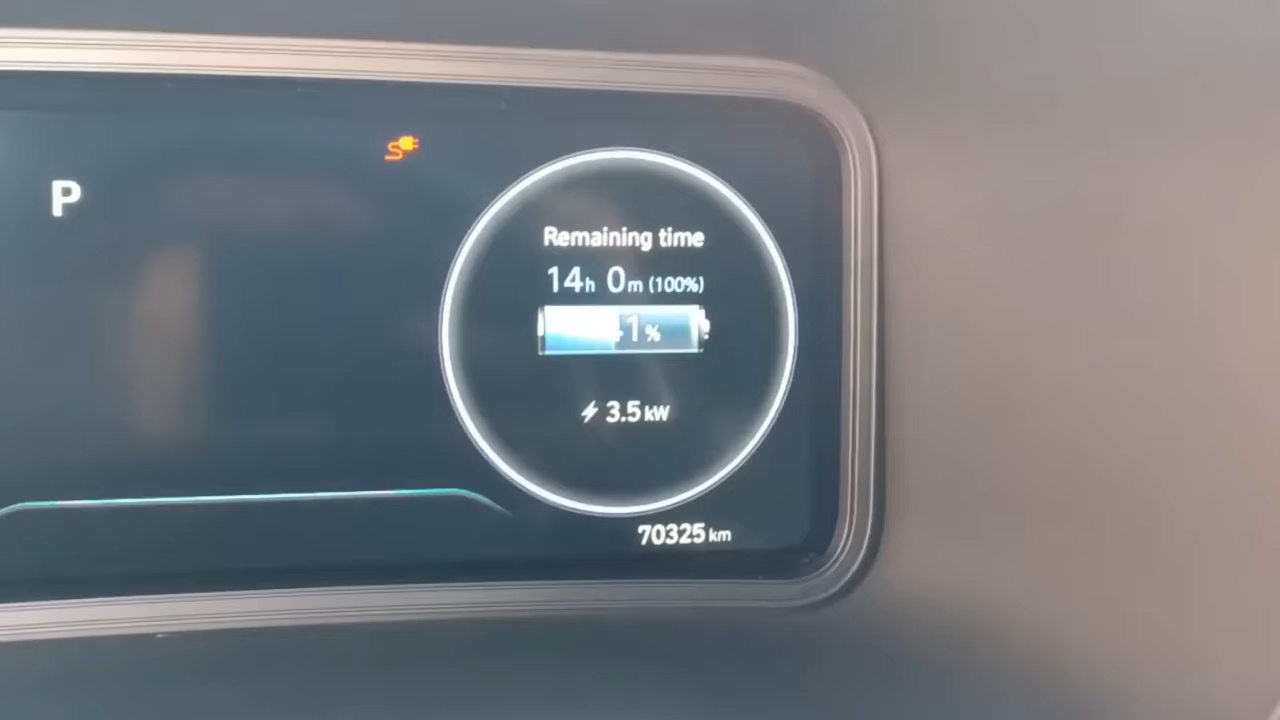 P
Remaining time
14h 0m (100%)
1%
3.5 kW
70325 km